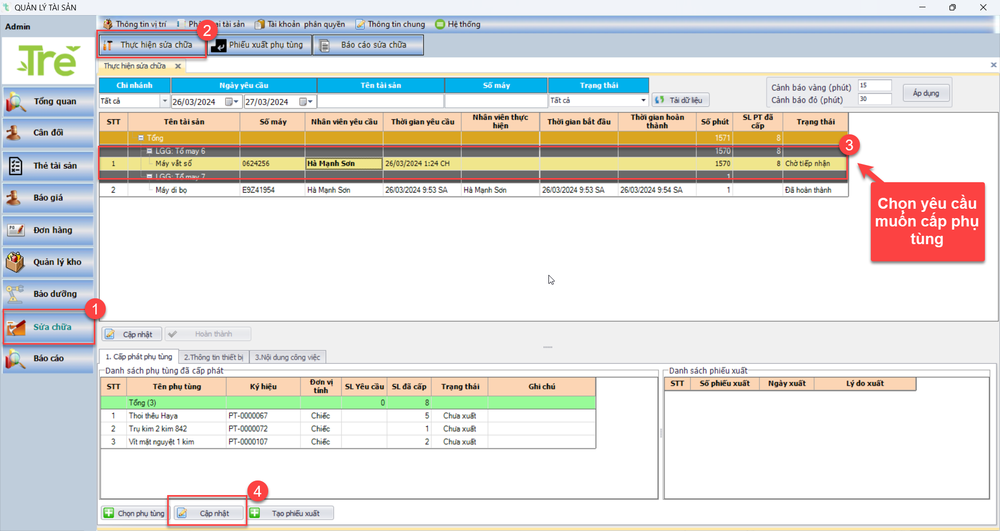 QUẢN LÝ TÀI SẢN
Admin
Thông tin vị trí
ại tài sản
Tài khoản phân quyền
Thông tin chung
Hệ thống
2
Thực hiện sửa chữa
Phiếu xuất phụ tùng
Báo cáo sửa chữa
Tre
Thực hiện sửa chữa
Chi nhánh Ngày yêu cầu Tên tài sản Số máy Trạng thái
Tất cả 26/03/2024 27/03/2024 Tất cả Tải dữ liệu
Cảnh báo vàng (phút) 15
Cảnh báo đỏ (phút) 30
Áp dụng
STT Tên tài sản Số máy Nhân viên yêu cầu Thời gian yêu cầu Nhân viên thực hiện Thời gian bắt đầu Thời gian hoàn thành Số phút SL PT đã cấp Trạng thái
Tổng 1571 8
LGG: Tổ may 6 1570 8
1 Máy vắt sổ 0624256 Hà Mạnh Sơn 26/03/2024 1:24 CH 1570 8 Chờ tiếp nhận
LGG: Tổ may 7 1
2 Máy di bọ E9Z41954 Hà Mạnh Sơn 26/03/2024 9:53 SA Hà Mạnh Sơn 26/03/2024 9:53 SA 26/03/2024 9:54 SA 1 Đã hoàn thành
3
Chọn yêu cầu
muốn cấp phụ
tùng
Tổng quan
Cân đối
Thẻ tài sản
Báo giá
Đơn hàng
Quản lý kho
Bảo dưỡng
1
Sửa chữa
Báo cáo
Cập nhật
Hoàn thành
1. Cấp phát phụ tùng
2.Thông tin thiết bị
3.Nội dung công việc
Danh sách phụ tùng đã cấp phát
STT Tên phụ tùng Ký hiệu Đơn vị tính SL Yêu cầu SL đã cấp Trạng thái Ghi chú
Tổng (3) 0 8
1 Thoi thêu Haya PT-0000067 Chiếc 5 Chưa xuất
2 Trụ kim 2 kim 842 PT-0000072 Chiếc 1 Chưa xuất
3 Vít mặt nguyệt 1 kim PT-0000107 Chiếc 2 Chưa xuất
Danh sách phiếu xuất
STT Số phiếu xuất Ngày xuất Lý do xuất
4
Chọn phụ tùng
Cập nhật
Tạo phiếu xuất